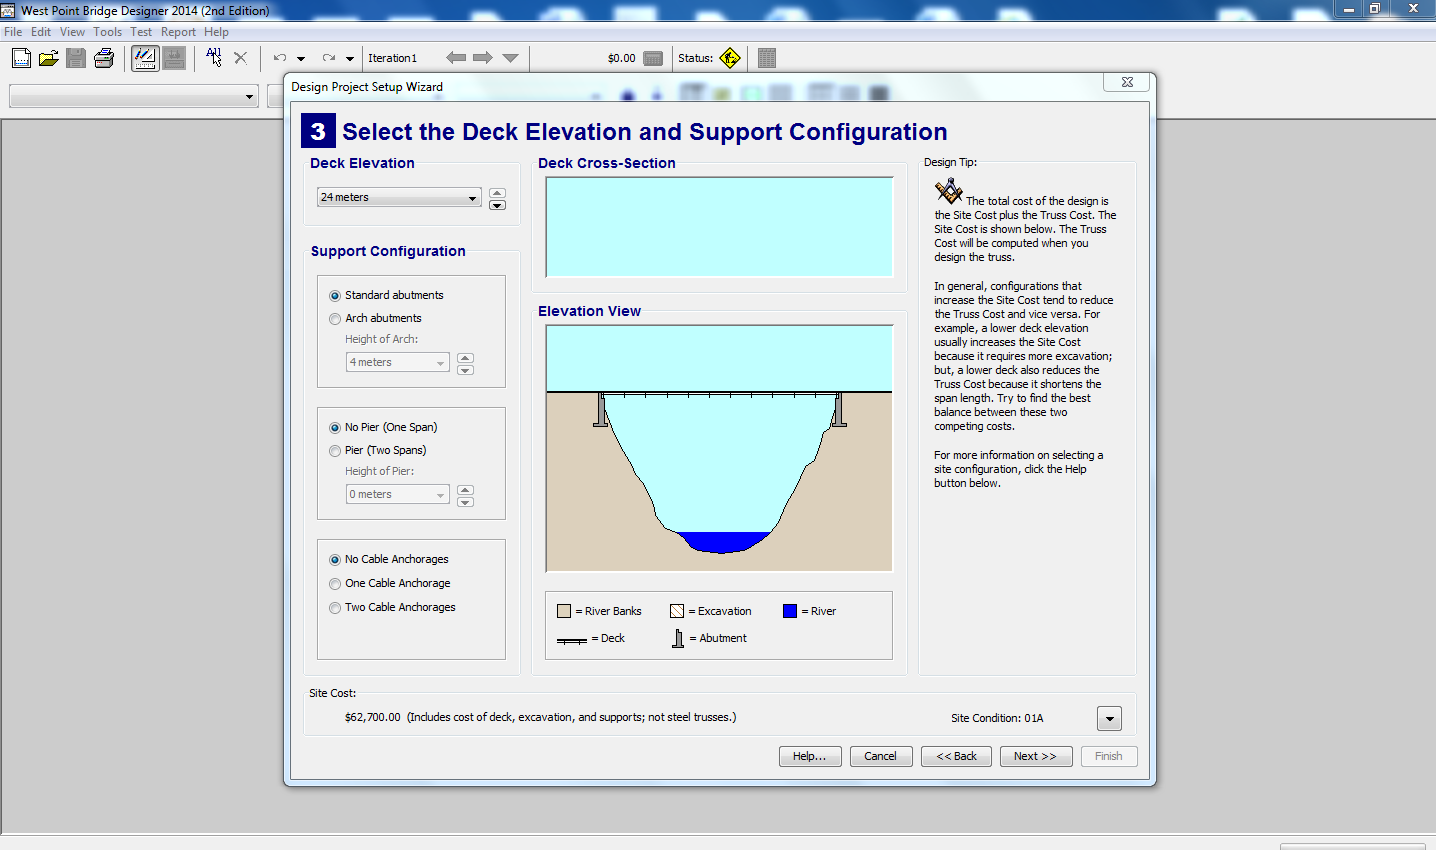 West Point Bridge Designer 2014 (2nd Edition)
File Edit View Tools Test Report Help
Iteration1 $0.00 Status:
Design Project Setup Wizard
3 Select the Deck Elevation and Support Configuration
Deck Elevation
24 meters
Support Configuration
Standard abutments
Arch abutments
Height of Arch:
4 meters
No Pier (One Span)
Pier (Two Spans)
Height of Pier:
0 meters
No Cable Anchorages
One Cable Anchorage
Two Cable Anchorages
Deck Cross-Section
Elevation View
= River Banks = Excavation = River
= Deck = Abutment
Design Tip:
The total cost of the design is
the Site Cost plus the Truss Cost. The
Site Cost is shown below. The Truss
Cost will be computed when you
design the truss.
In general, configurations that
increase the Site Cost tend to reduce
the Truss Cost and vice versa. For
example, a lower deck elevation
usually increases the Site Cost
because it requires more excavation;
but, a lower deck also reduces the
Truss Cost because it shortens the
span length. Try to find the best
balance between these two
competing costs.
For more information on selecting a
site configuration, click the Help
button below.
Site Cost:
$62,700.00 (Includes cost of deck, excavation, and supports; not steel trusses.) Site Condition: 01A
Help... Cancel << Back Next >> Finish